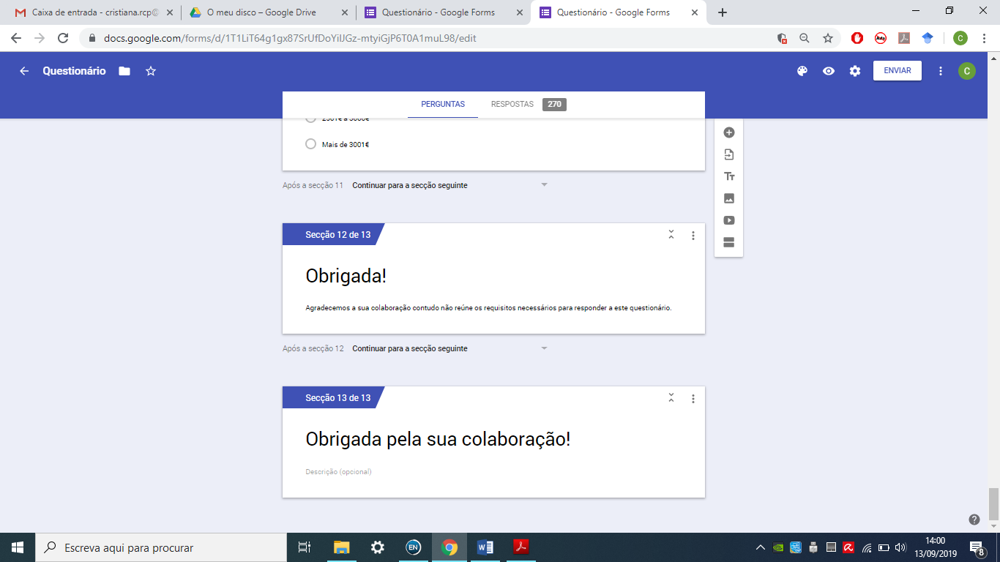 Caixa de entrada - cristiana.rcp@
O meu disco – Google Drive
Questionário - Google Forms
Questionário - Google Forms
docs.google.com/forms/d/1T1LiT64g1gx87SrUfDoYiIJGz-mtyiGjP6T0A1muL98/edit
C
Questionário
ENVIAR
C
PERGUNTAS
RESPOSTAS 270
2501€ a 3000€
Mais de 3001€
Após a secção 11 Continuar para a secção seguinte
Secção 12 de 13
Obrigada!
Agradecemos a sua colaboração contudo não reúne os requisitos necessários para responder a este questionário.
Após a secção 12 Continuar para a secção seguinte
Secção 13 de 13
Obrigada pela sua colaboração!
Descrição (opcional)
Escreva aqui para procurar
EN
14:00
13/09/2019
8